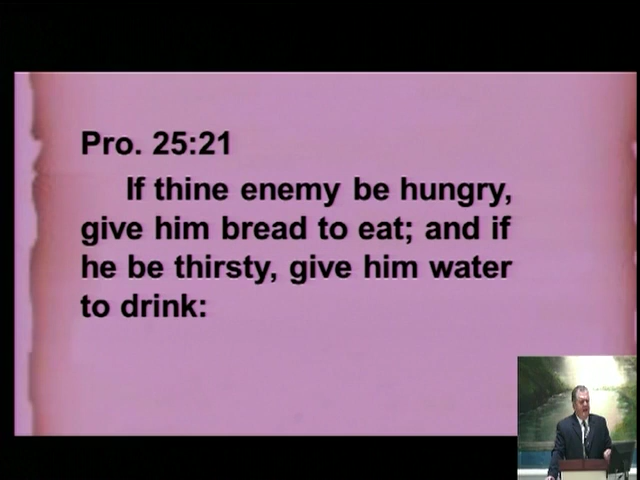 Pro. 25:21
If thine enemy be hungry,
give him bread to eat; and if
he be thirsty, give him water
to drink: